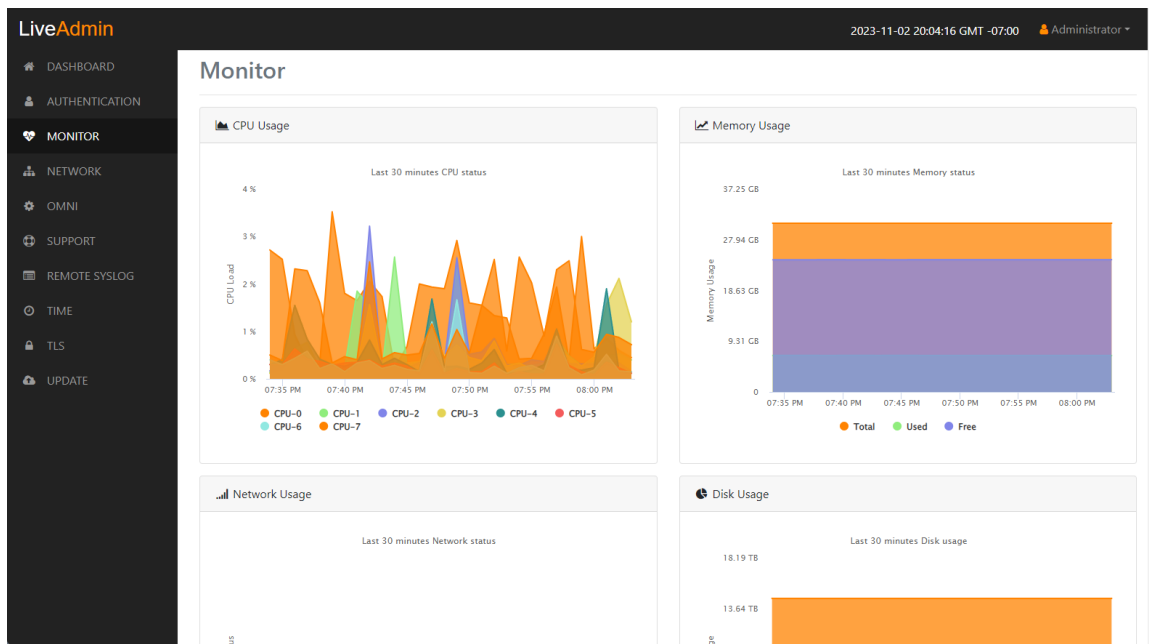 LiveAdmin
2023-11-02 20:04:16 GMT -07:00
Administrator
DASHBOARD
AUTHENTICATION
MONITOR
NETWORK
OMNI
SUPPORT
REMOTE SYSLOG
TIME
TLS
UPDATE
Monitor
CPU Usage
Last 30 minutes CPU status
4 %
3 %
2 %
1 %
0 %
CPU Load
07:35 PM 07:40 PM 07:45 PM 07:50 PM 07:55 PM 08:00 PM
CPU-0 CPU-1 CPU-2 CPU-3 CPU-4 CPU-5
CPU-6 CPU-7
Memory Usage
Last 30 minutes Memory status
37.25 GB
27.94 GB
18.63 GB
9.31 GB
0
Memory Usage
07:35 PM 07:40 PM 07:45 PM 07:50 PM 07:55 PM 08:00 PM
Total Used Free
Network Usage
Last 30 minutes Network status
Disk Usage
Last 30 minutes Disk usage
18.19 TB
13.64 TB